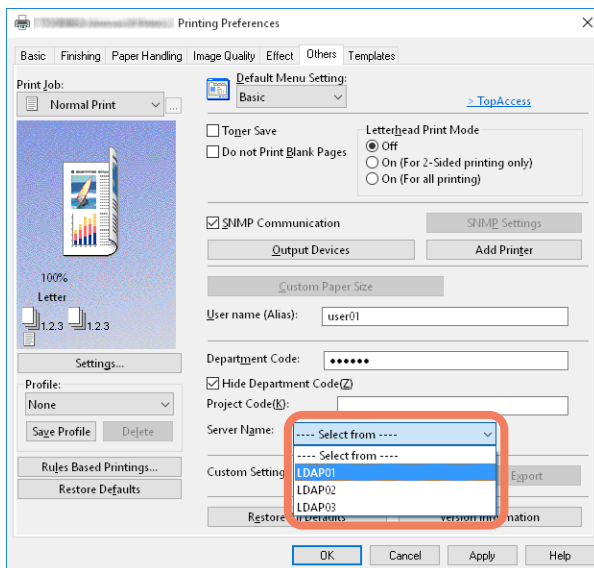 Printing Preferences
Basic Finishing Paper Handling Image Quality Effect Others Templates
Print Job:
Normal Print
...
100%
Letter
1.2.3 1.2.3
Settings...
Profile:
None
Save Profile Delete
Rules Based Printings...
Restore Defaults
Default Menu Setting:
Basic
> TopAccess
Toner Save
Do not Print Blank Pages
Letterhead Print Mode
Off
On (For 2-Sided printing only)
On (For all printing)
SNMP Communication SNMP Settings
Output Devices Add Printer
Custom Paper Size
User name (Alias): user01
Department Code: ●●●●●●
Hide Department Code(Z)
Project Code(K):
Server Name: ---- Select from ----
---- Select from ----
LDAP01
LDAP02
LDAP03
Custom Setting Export
Restore All Defaults Version Information
OK Cancel Apply Help